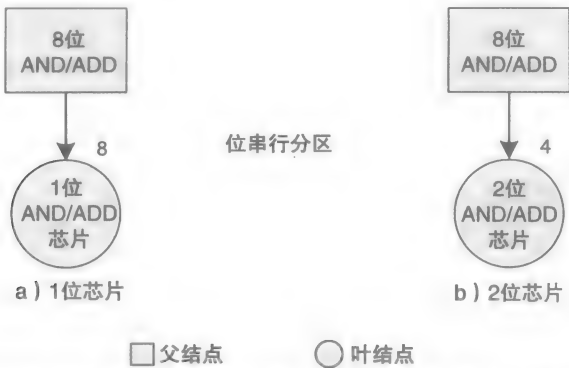 8位
AND/ADD
8
1位
AND/ADD
芯片
a）1位芯片
位串行分区
8位
AND/ADD
4
2位
AND/ADD
芯片
b）2位芯片
父结点
叶结点